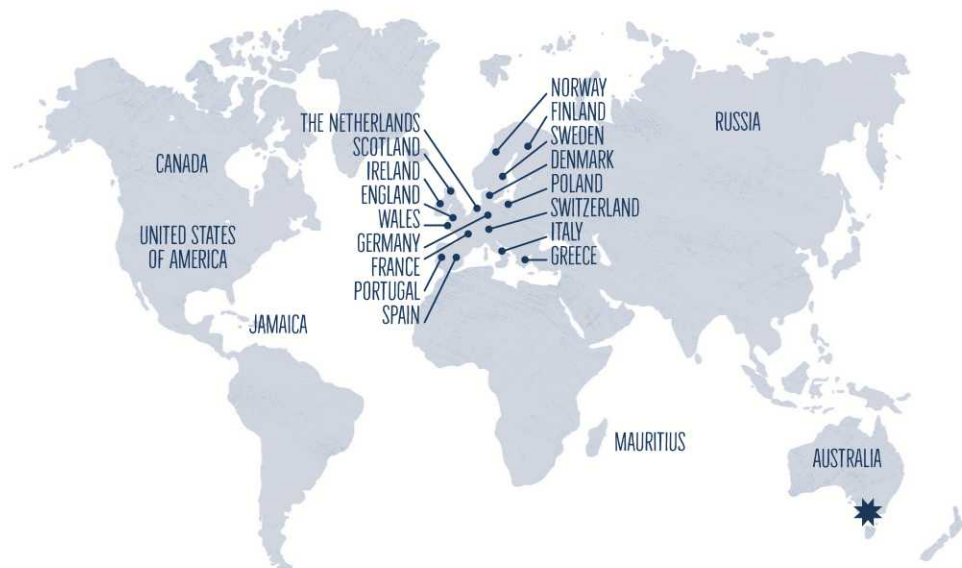 CANADA
UNITED STATES
OF AMERICA
JAMAICA
THE NETHERLANDS
SCOTLAND
IRELAND
ENGLAND
WALES
GERMANY
FRANCE
PORTUGAL
SPAIN
NORWAY
FINLAND
SWEDEN
DENMARK
POLAND
SWITZERLAND
ITALY
GREECE
RUSSIA
MAURITIUS
AUSTRALIA